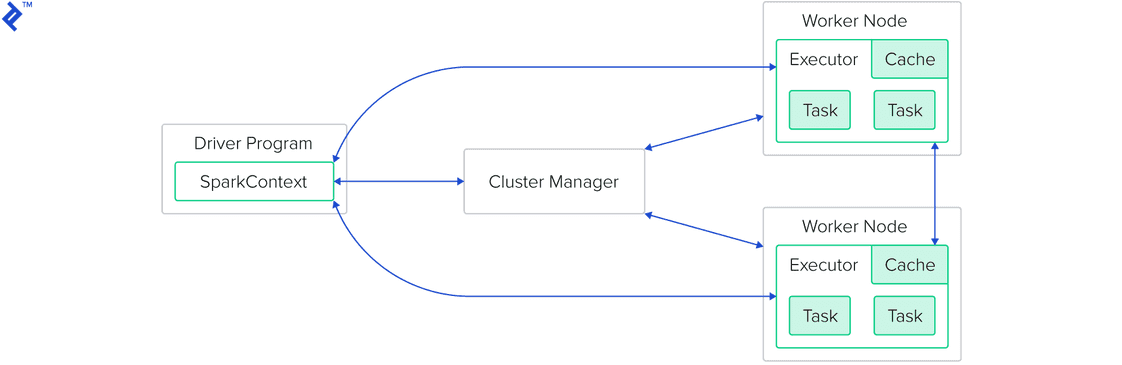 TM
Worker Node
Executor
Cache
Task
Task
Driver Program
SparkContext
Cluster Manager
Worker Node
Executor
Cache
Task
Task